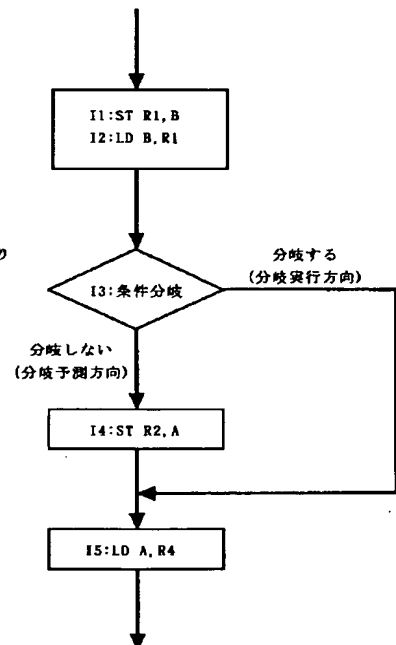 I1:ST R1,B
I2:LD B,R1
の
I3:条件分岐
分岐する
(分岐実行方向)
分岐しない
(分岐予測方向)
I4:ST R2,A
I5:LD A,R4